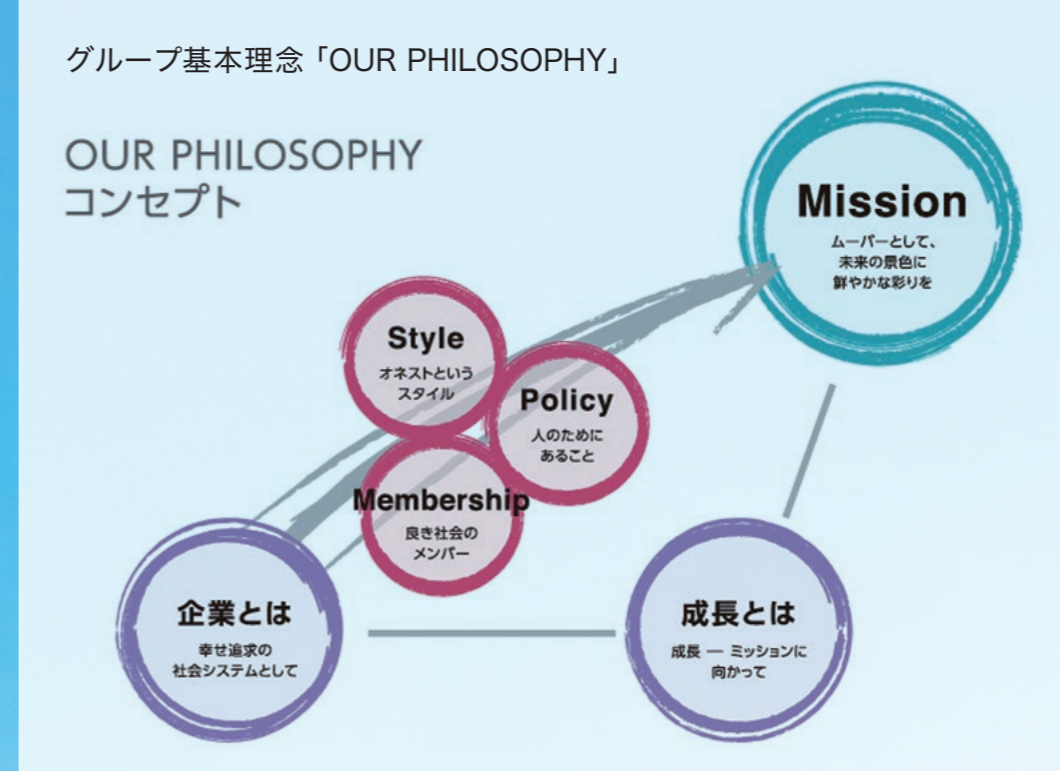 グループ基本理念「OUR PHILOSOPHY」
OUR PHILOSOPHY
コンセプト
Mission
ムーバーとして、
未来の景色に
鮮やかな彩りを
Style
オネストという
スタイル
Policy
人のために
あること
Membership
良き社会の
メンバー
企業とは
幸せ追求の
社会システムとして
成長とは
成長 ― ミッションに
向かって